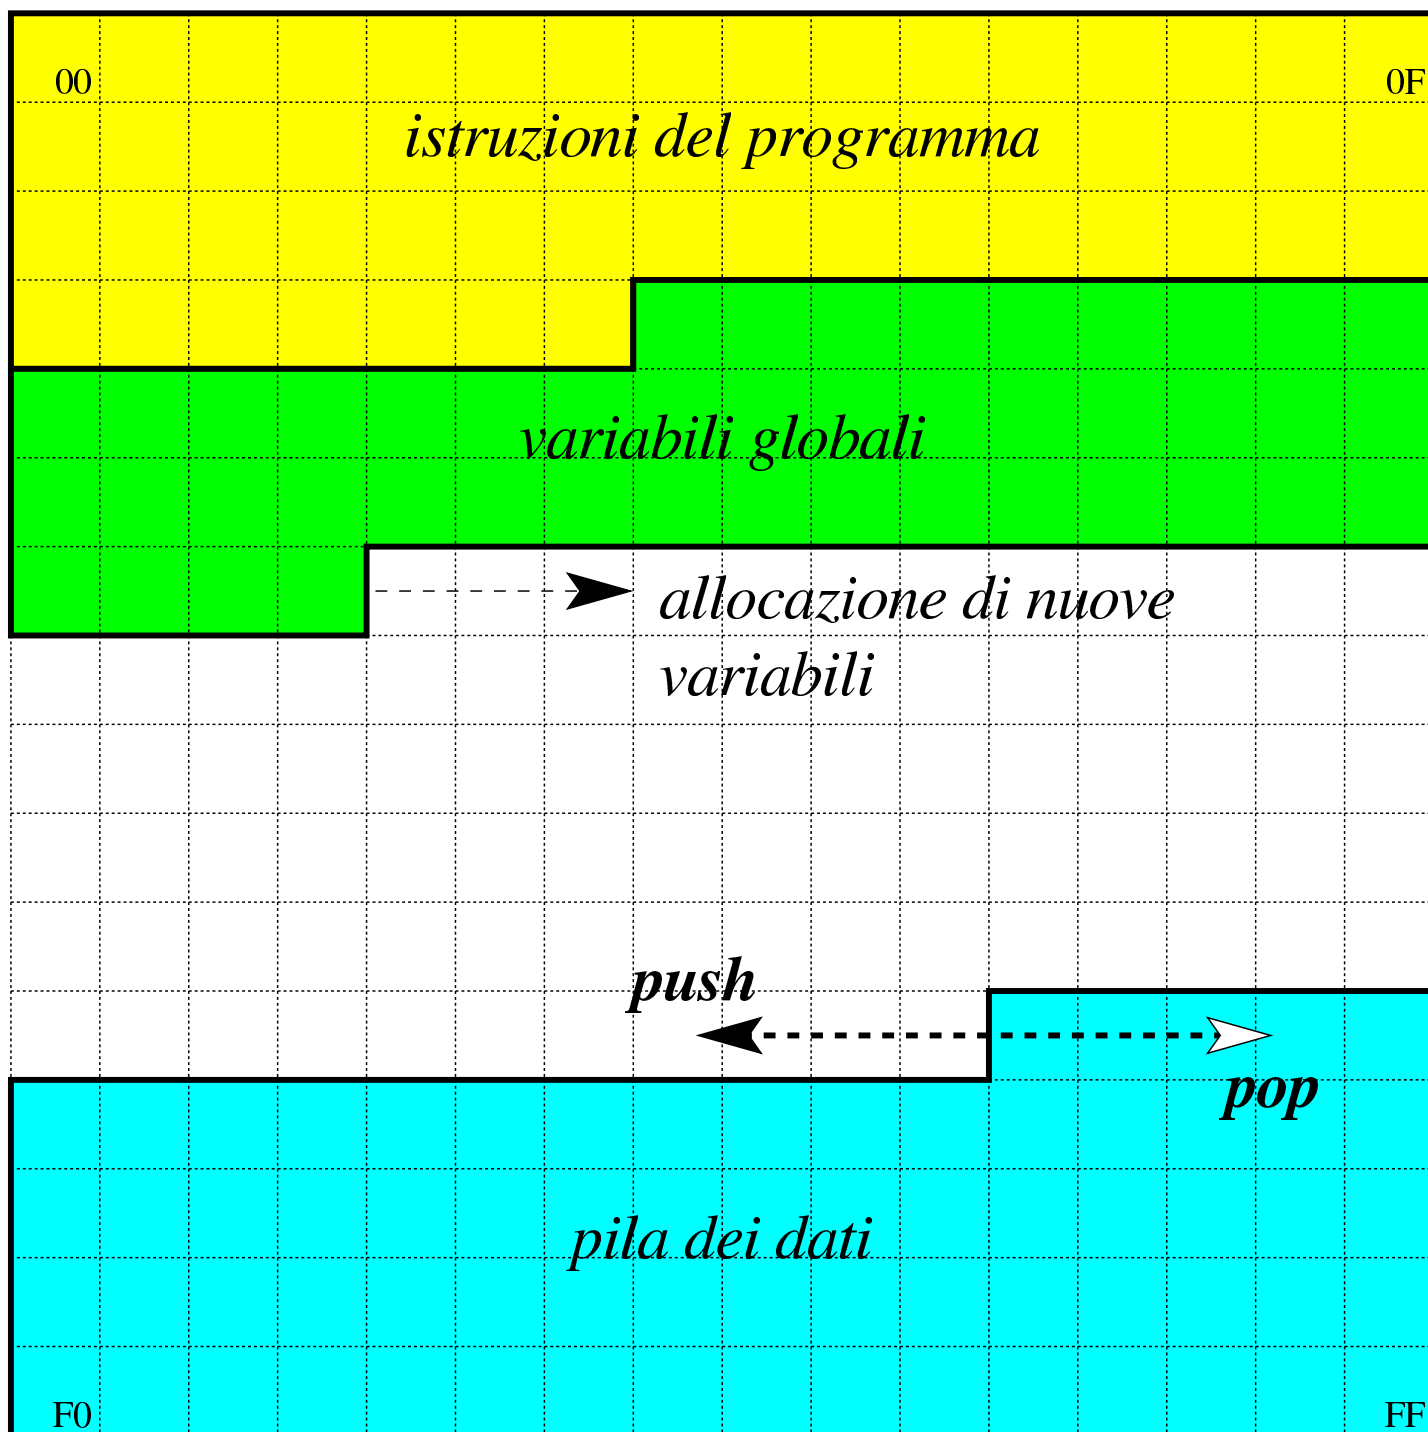 00 0F
istruzioni del programma
variabili globali
allocazione di nuove
variabili
push
pop
pila dei dati
F0 FF